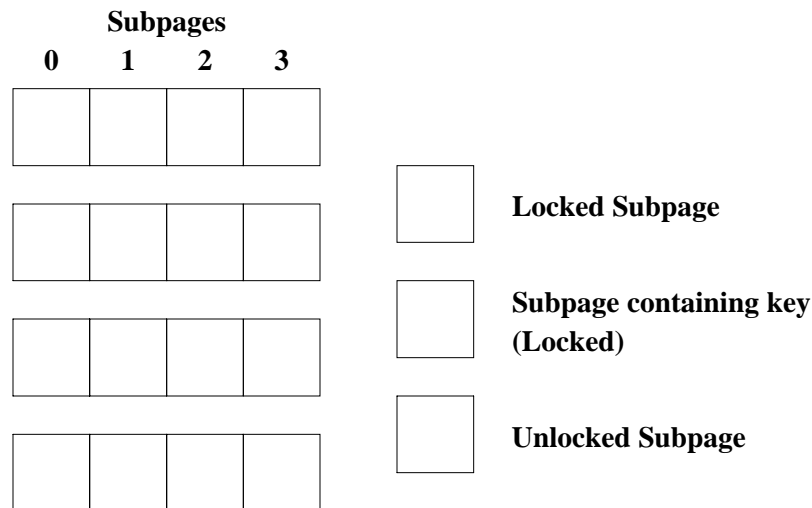 Subpages
0 1 2 3
Locked Subpage
Subpage containing key
(Locked)
Unlocked Subpage